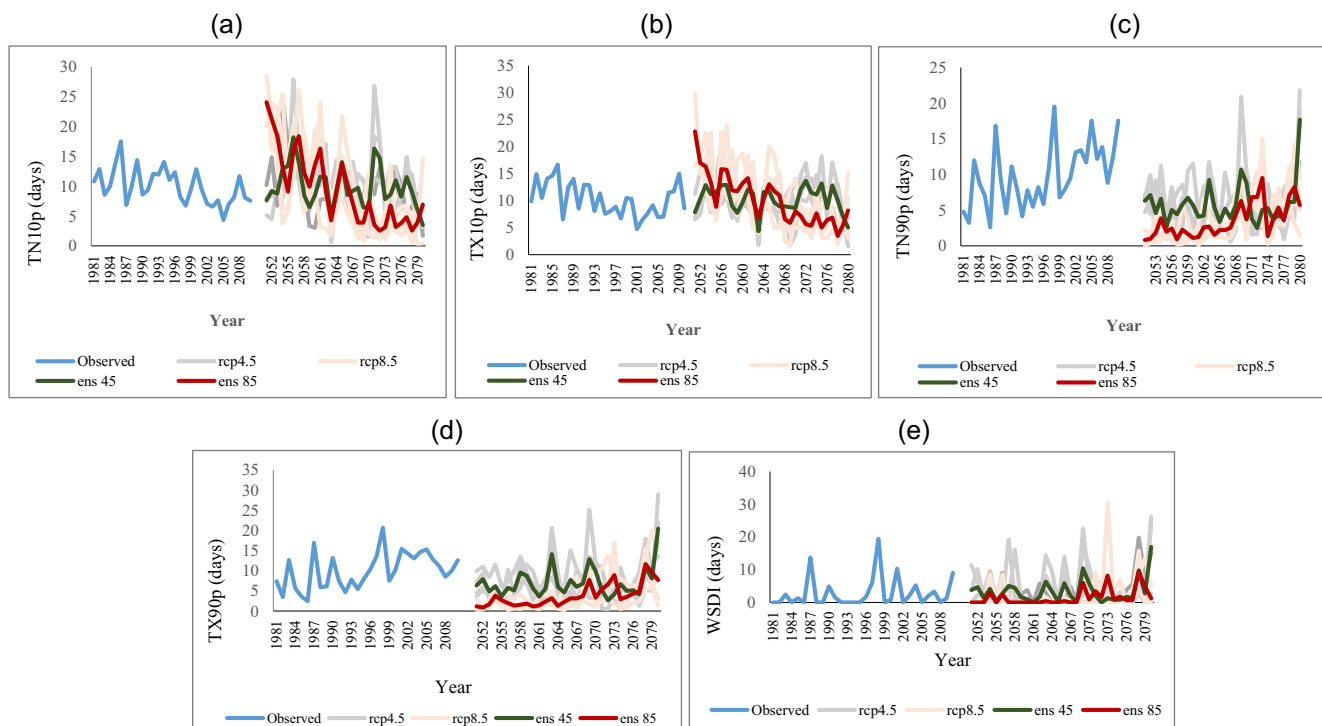 (a)
30
25
20
15
10
5
0
TN10p (days)
1981 1984 1987 1990 1993 1996 1999 2002 2005 2008 2052 2055 2058 2061 2064 2067 2070 2073 2076 2079
Year
Observed rcp4.5 rcp8.5
ens 45 ens 85
(b)
35
30
25
20
15
10
5
0
TX10p (days)
1981 1985 1989 1993 1997 2001 2005 2009 2052 2056 2060 2064 2068 2072 2076 2080
Year
Observed rcp4.5 rcp8.5
ens 45 ens 85
(c)
25
20
15
10
5
0
TN90p (days)
1981 1984 1987 1990 1993 1996 1999 2002 2005 2008 2053 2056 2059 2062 2065 2068 2071 2074 2077 2080
Year
Observed rcp4.5 rcp8.5
ens 45 ens 85
(d)
35
30
25
20
15
10
5
0
TX90p (days)
1981 1984 1987 1990 1993 1996 1999 2002 2005 2008 2052 2055 2058 2061 2064 2067 2070 2073 2076 2079
Year
Observed rcp4.5 rcp8.5 ens 45 ens 85
(e)
40
30
20
10
0
WSDI (days)
1981 1984 1987 1990 1993 1996 1999 2002 2005 2008 2052 2055 2058 2061 2064 2067 2070 2073 2076 2079
Year
Observed rcp4.5 rcp8.5 ens 45 ens 85